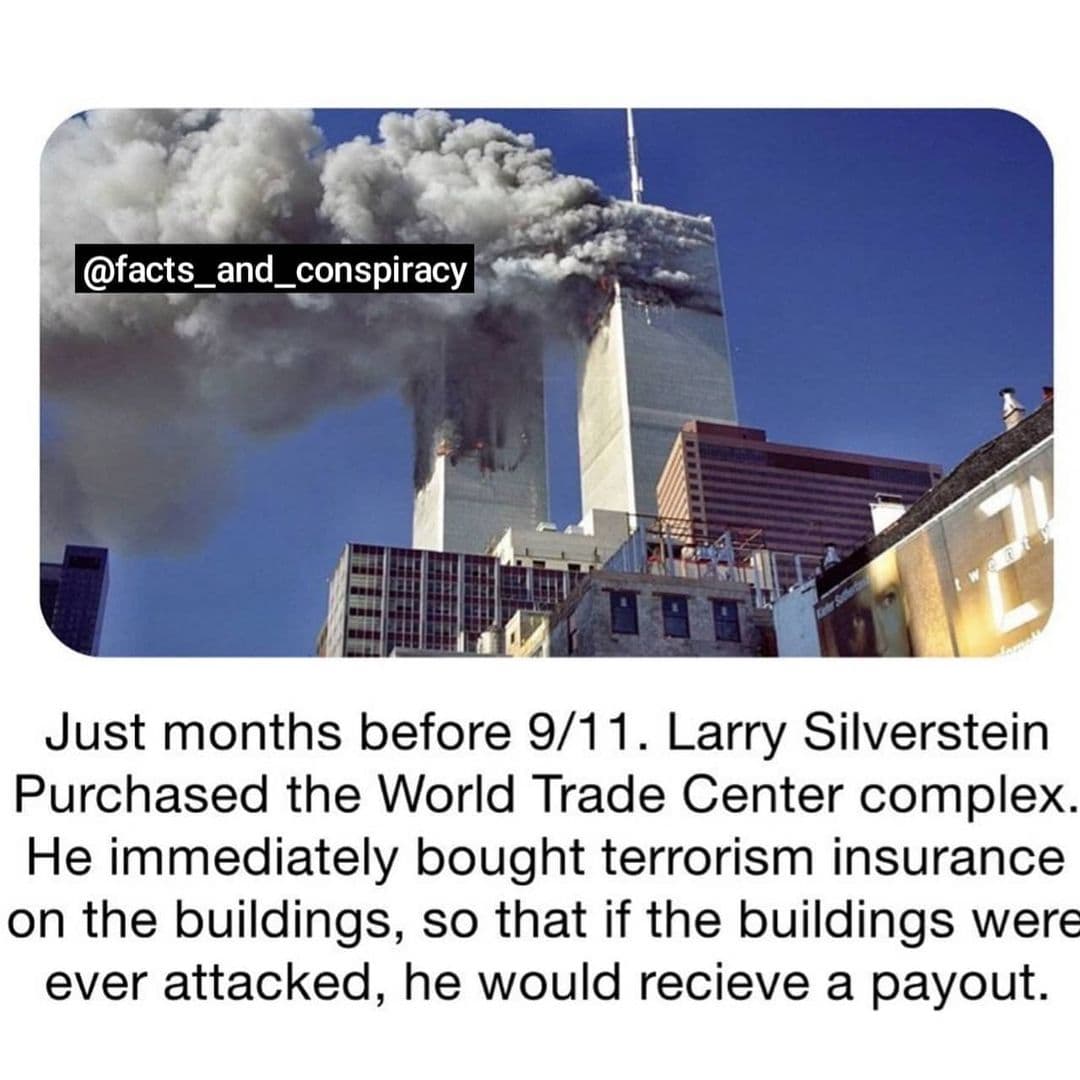 @facts_and_conspiracy
Just months before 9/11. Larry Silverstein
Purchased the World Trade Center complex.
He immediately bought terrorism insurance
on the buildings, so that if the buildings were
ever attacked, he would recieve a payout.